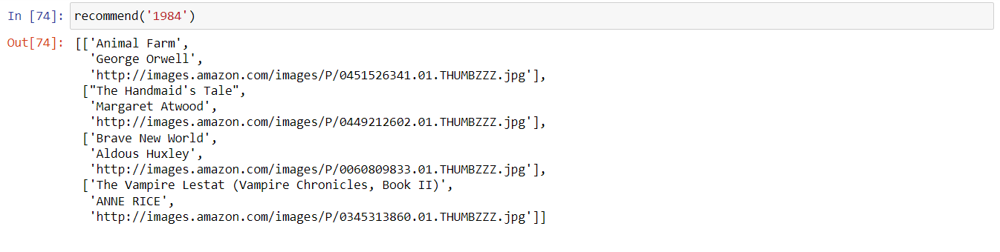 In [74]: recommend('1984')
Out[74]: [['Animal Farm',
'George Orwell',
'http://images.amazon.com/images/P/0451526341.01.THUMBZZZ.jpg'],
["The Handmaid's Tale",
'Margaret Atwood',
'http://images.amazon.com/images/P/0449212602.01.THUMBZZZ.jpg'],
['Brave New World',
'Aldous Huxley',
'http://images.amazon.com/images/P/0060809833.01.THUMBZZZ.jpg'],
['The Vampire Lestat (Vampire Chronicles, Book II)',
'ANNE RICE',
'http://images.amazon.com/images/P/0345313860.01.THUMBZZZ.jpg']]